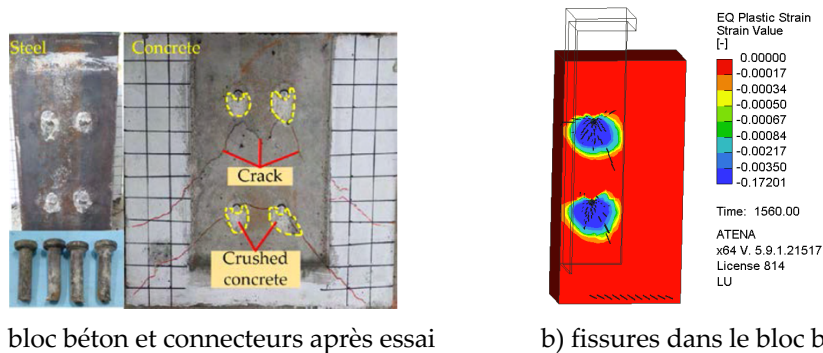 Steel
Concrete
Crack
Crushed
concrete
EQ Plastic Strain
Strain Value
[-]
0.00000
-0.00017
-0.00034
-0.00050
-0.00067
-0.00084
-0.00217
-0.00350
-0.17201
Time: 1560.00
ATENA
x64 V. 5.9.1.21517
License 814
LU
bloc béton et connecteurs après essai
b) fissures dans le bloc b